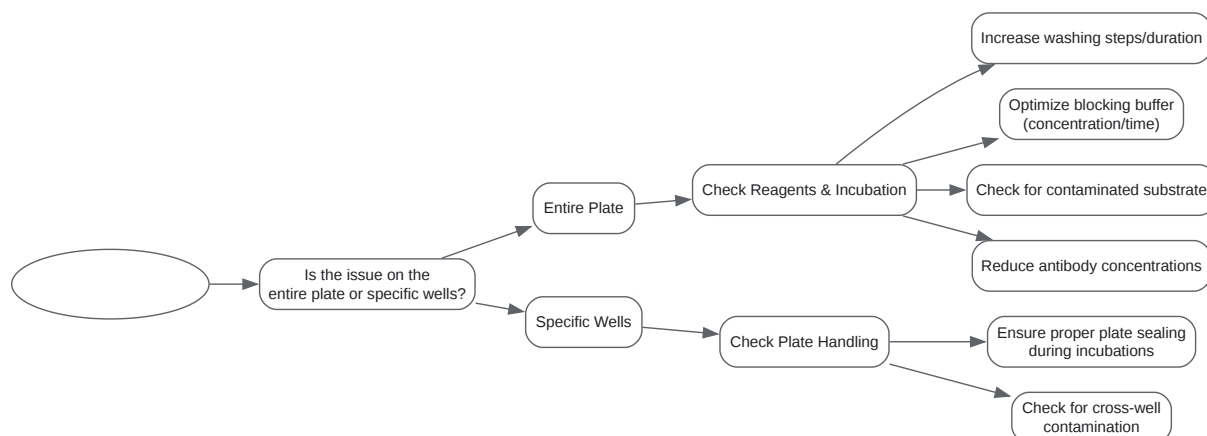 Increase washing steps/duration
Optimize blocking buffer
(concentration/time)
Check Reagents & Incubation
Check for contaminated substrate
Entire Plate
Reduce antibody concentrations
Is the issue on the
entire plate or specific wells?
Specific Wells
Check Plate Handling
Ensure proper plate sealing
during incubations
Check for cross-well
contamination